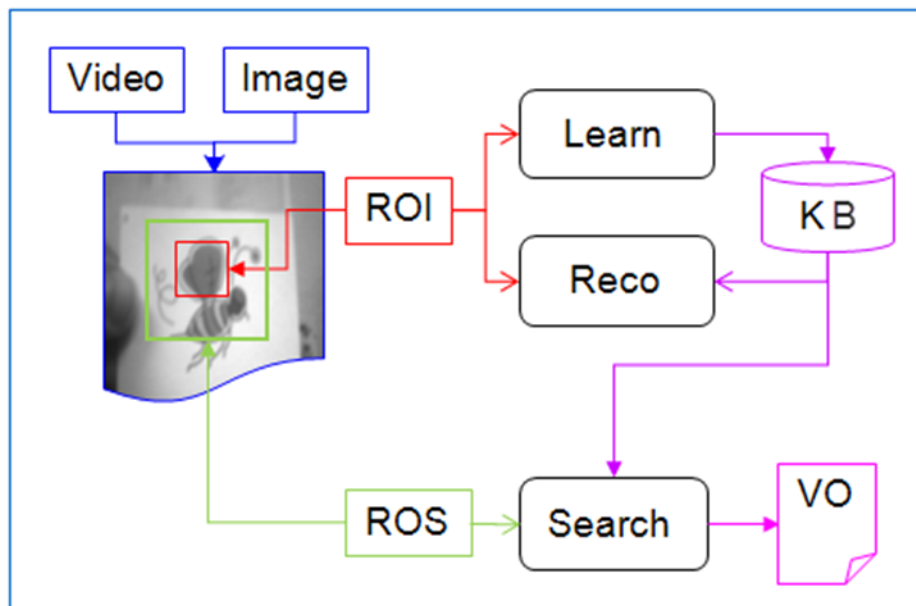 Video
Image
Learn
ROI
KB
Reco
ROS
Search
VO